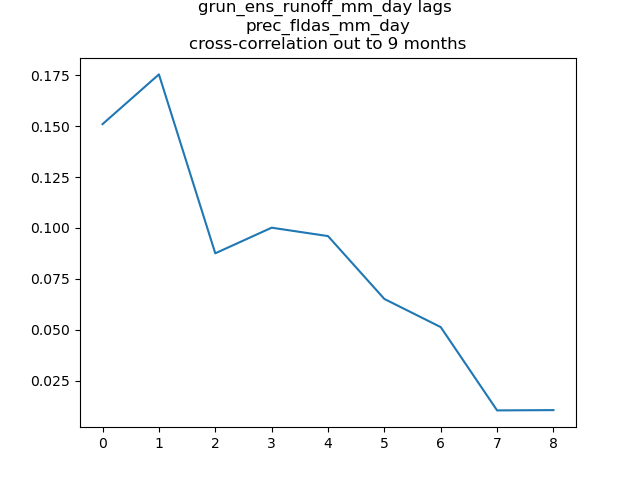 grun_ens_runoff_mm_day lags
prec_fldas_mm_day
cross-correlation out to 9 months
0.175
0.150
0.125
0.100
0.075
0.050
0.025
0 1 2 3 4 5 6 7 8